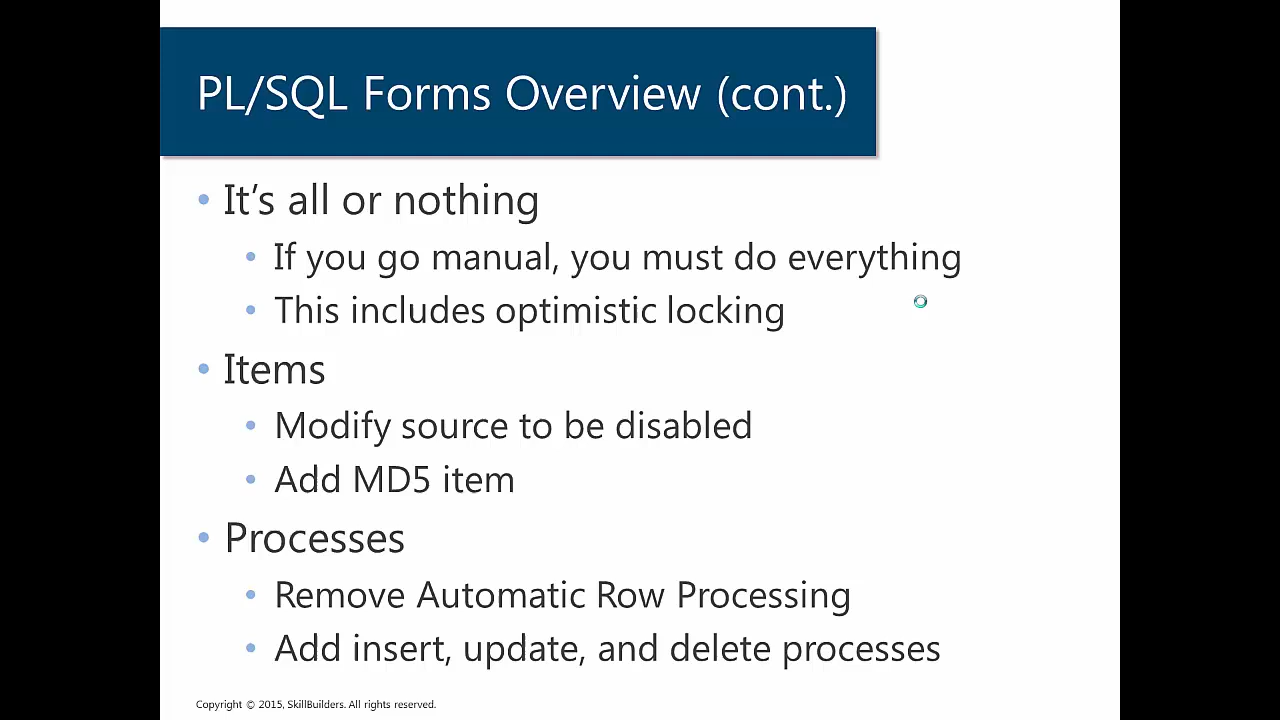 PL/SQL Forms Overview (cont.)
• It's all or nothing
• If you go manual, you must do everything
• This includes optimistic locking
• Items
• Modify source to be disabled
• Add MD5 item
• Processes
• Remove Automatic Row Processing
• Add insert, update, and delete processes
Copyright © 2015, SkillBuilders. All rights reserved.